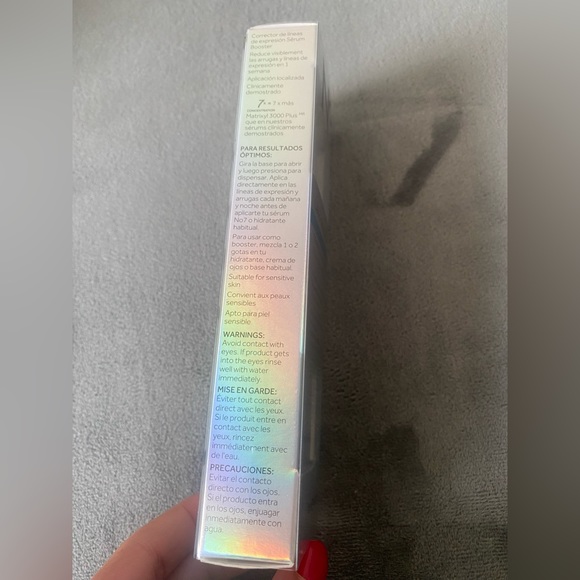 Corrector de líneas
de expresión Sérum
Booster
Reduce visiblemente
las arrugas y líneas de
expresión en 1
semana
Aplicación localizada
Clínicamente
demostrado
7x = 7 x más
Matrixyl 3000 Plus™
que en nuestros
sérums clínicamente
demostrados
PARA RESULTADOS
ÓPTIMOS:
Gira la base para abrir
y luego presiona para
dispensar. Aplica
directamente en las
líneas de expresión y
arrugas cada mañana
y noche antes de
aplicarte tu sérum
No7 o hidratante
habitual.
Para usar como
booster, mezcla 1 o 2
gotas en tu
hidratante, crema de
ojos o base habitual.
Suitable for sensitive
skin
Convient aux peaux
sensibles
Apto para piel
sensible
WARNINGS:
Avoid contact with
eyes. If product gets
into the eyes rinse
well with water
immediately.
MISE EN GARDE:
Éviter tout contact
direct avec les yeux.
Si le produit entre en
contact avec les
yeux, rincez
immédiatement avec
de l'eau.
PRECAUCIONES:
Evitar el contacto
directo con los ojos.
Si el producto entra
en los ojos, enjuagar
inmediatamente con
agua.